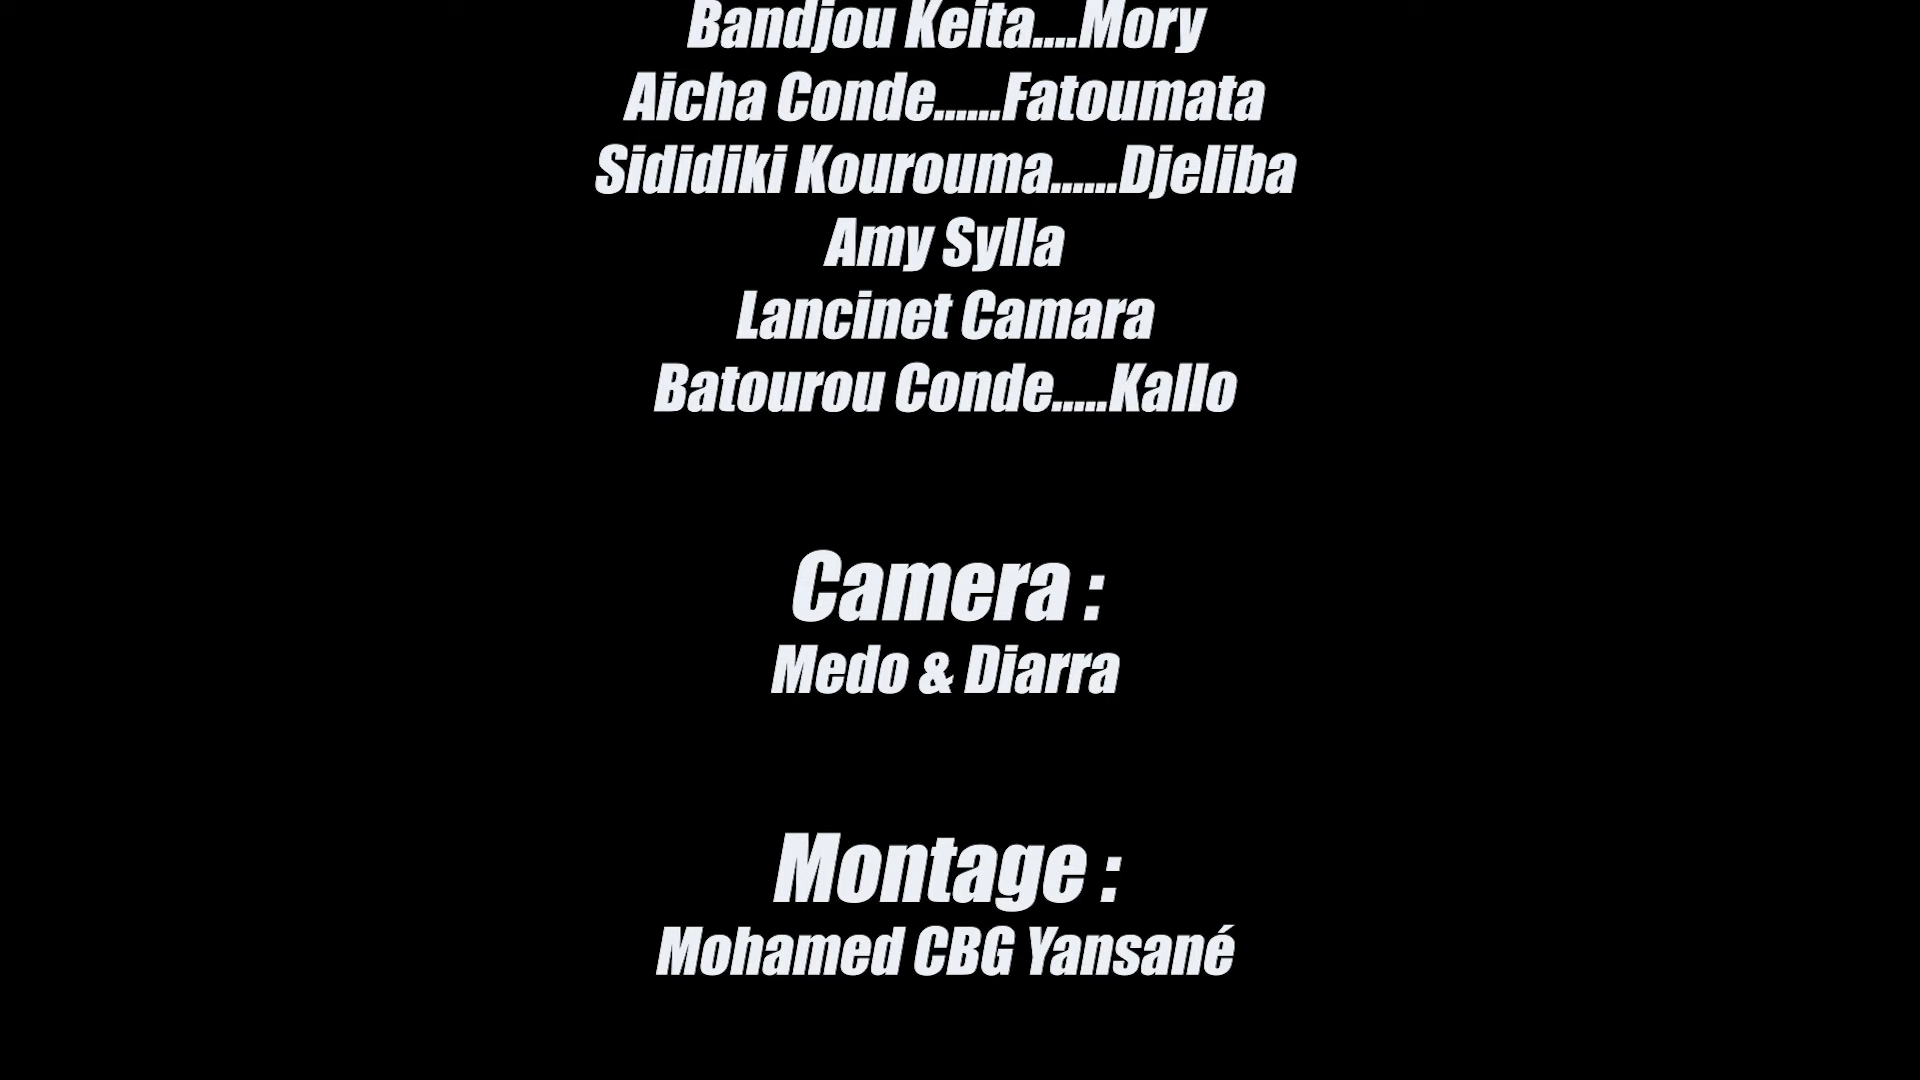 Bandjou Keita....Mory
Aicha Conde......Fatoumata
Sididiki Kourouma......Djeliba
Amy Sylla
Lancinet Camara
Batourou Conde.....Kallo
Camera :
Medo & Diarra
Montage :
Mohamed CBG Yansané